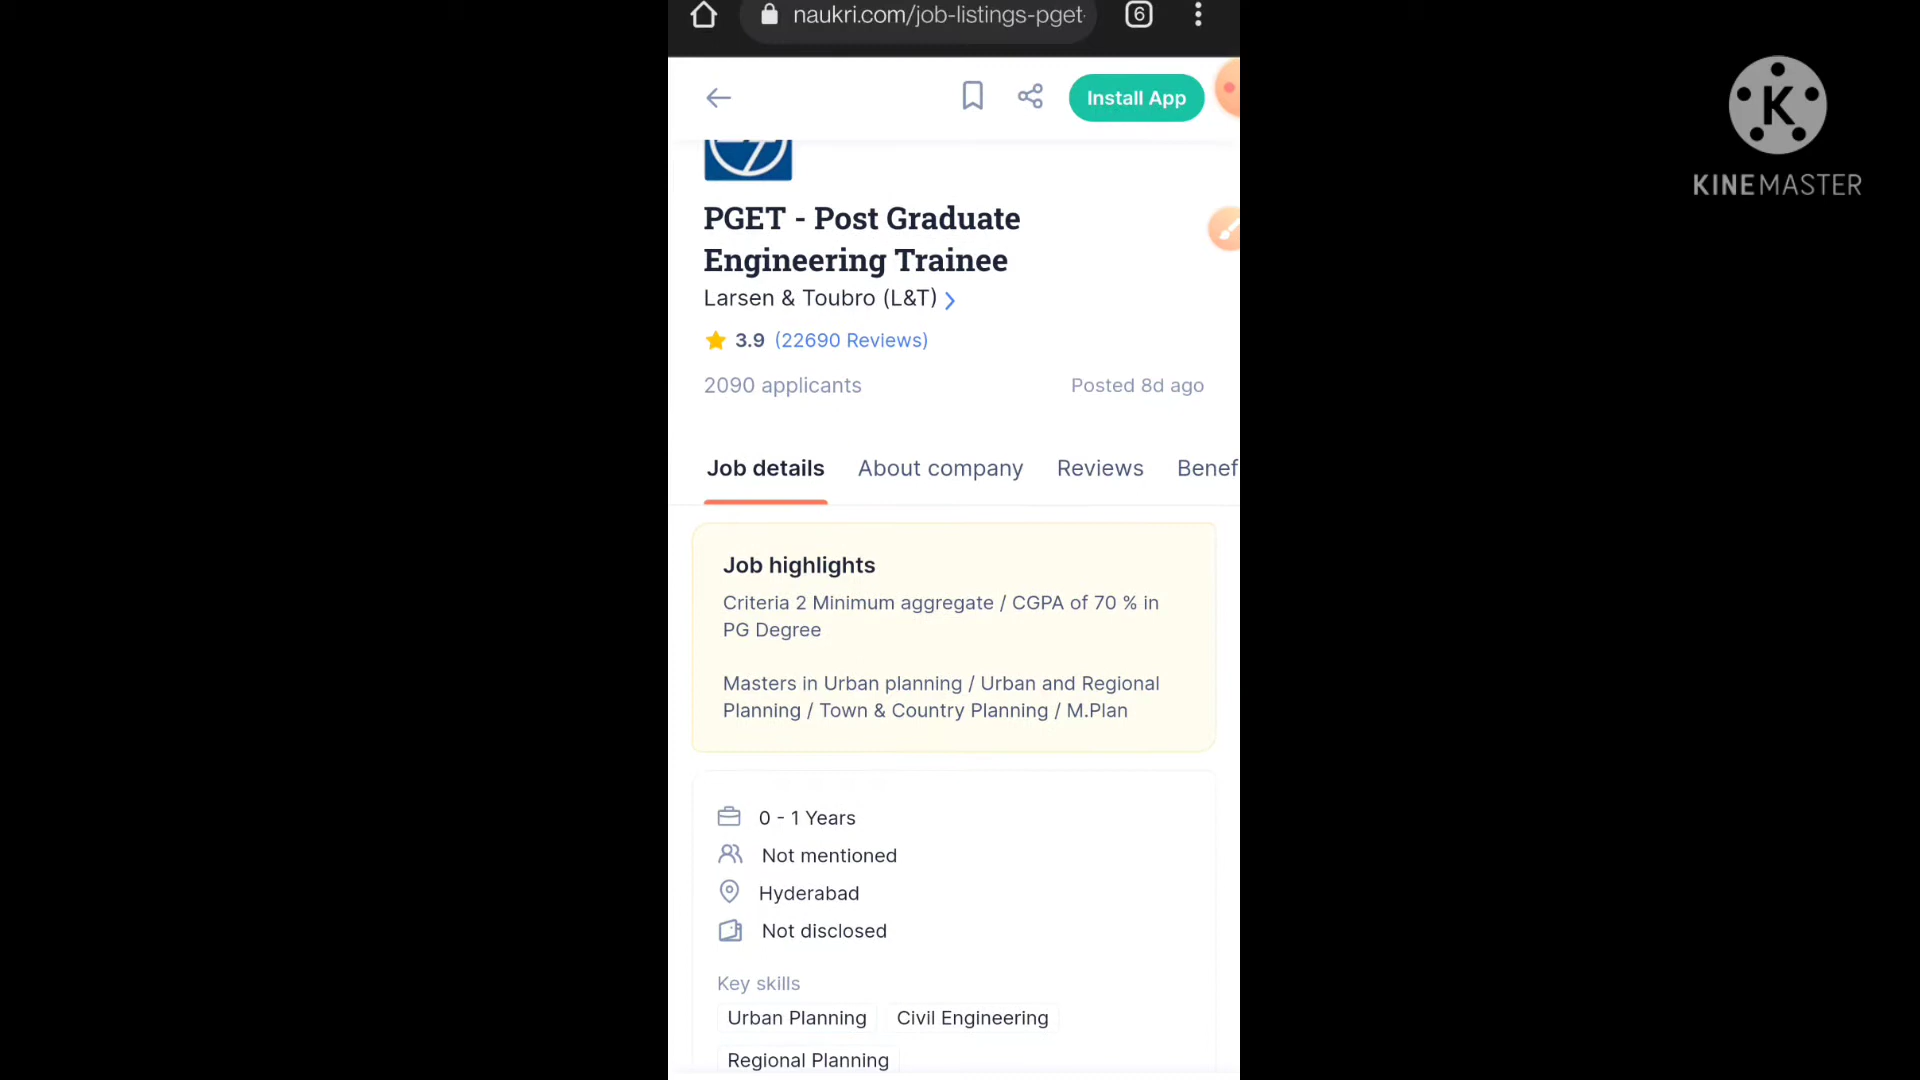 naukri.com/job-listings-pget
6
Install App
K
KINEMASTER
PGET - Post Graduate
Engineering Trainee
Larsen & Toubro (L&T)
3.9 (22690 Reviews)
2090 applicants
Posted 8d ago
Job details
About company
Reviews
Benef
Job highlights
Criteria 2 Minimum aggregate / CGPA of 70 % in
PG Degree
Masters in Urban planning / Urban and Regional
Planning / Town & Country Planning / M.Plan
0 - 1 Years
Not mentioned
Hyderabad
Not disclosed
Key skills
Urban Planning
Civil Engineering
Regional Planning